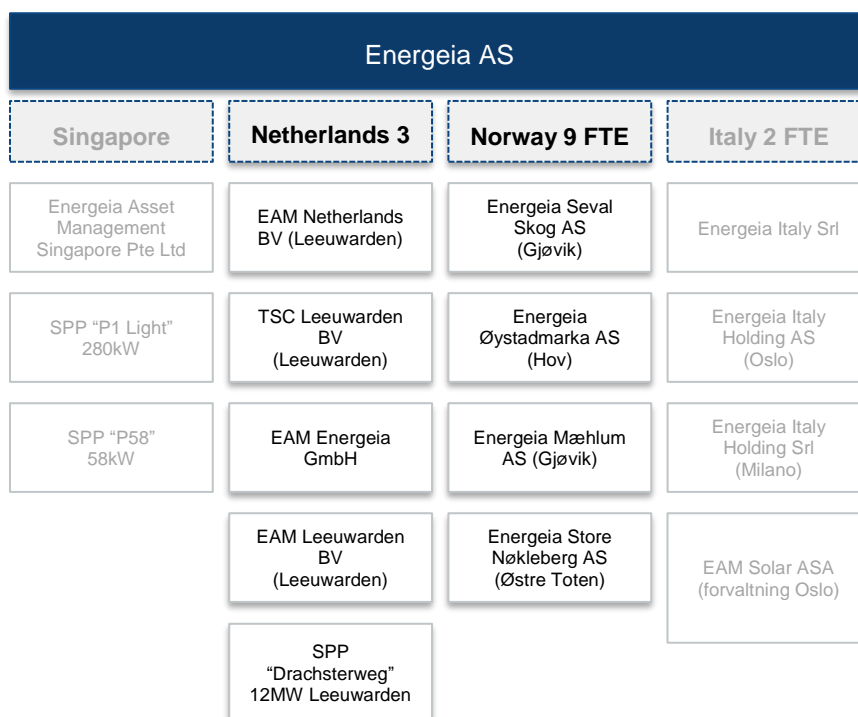 Energeia AS
Singapore
Energeia Asset
Management
Singapore Pte Ltd
SPP “P1 Light”
280kW
SPP “P58”
58kW
Netherlands 3
EAM Netherlands
BV (Leeuwarden)
TSC Leeuwarden
BV
(Leeuwarden)
EAM Energeia
GmbH
EAM Leeuwarden
BV
(Leeuwarden)
SPP
“Drachsterweg”
12MW Leeuwarden
Norway 9 FTE
Energeia Seval
Skog AS
(Gjøvik)
Energeia
Øystadmarka AS
(Hov)
Energeia Mæhlum
AS (Gjøvik)
Energeia Store
Nøkleberg AS
(Østre Toten)
Italy 2 FTE
Energeia Italy Srl
Energeia Italy
Holding AS
(Oslo)
Energeia Italy
Holding Srl
(Milano)
EAM Solar ASA
(forvaltning Oslo)